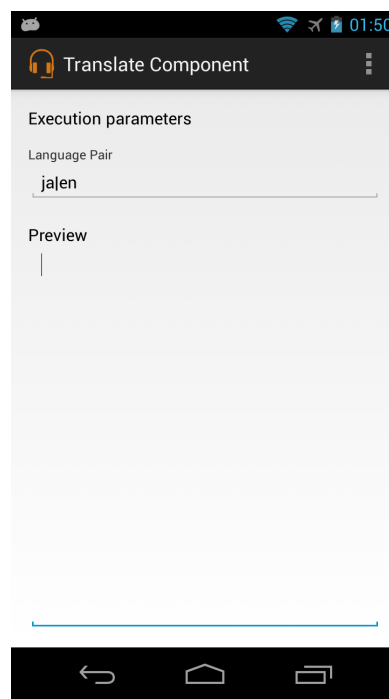 01:50
Translate Component
Execution parameters
Language Pair
ja|en
Preview